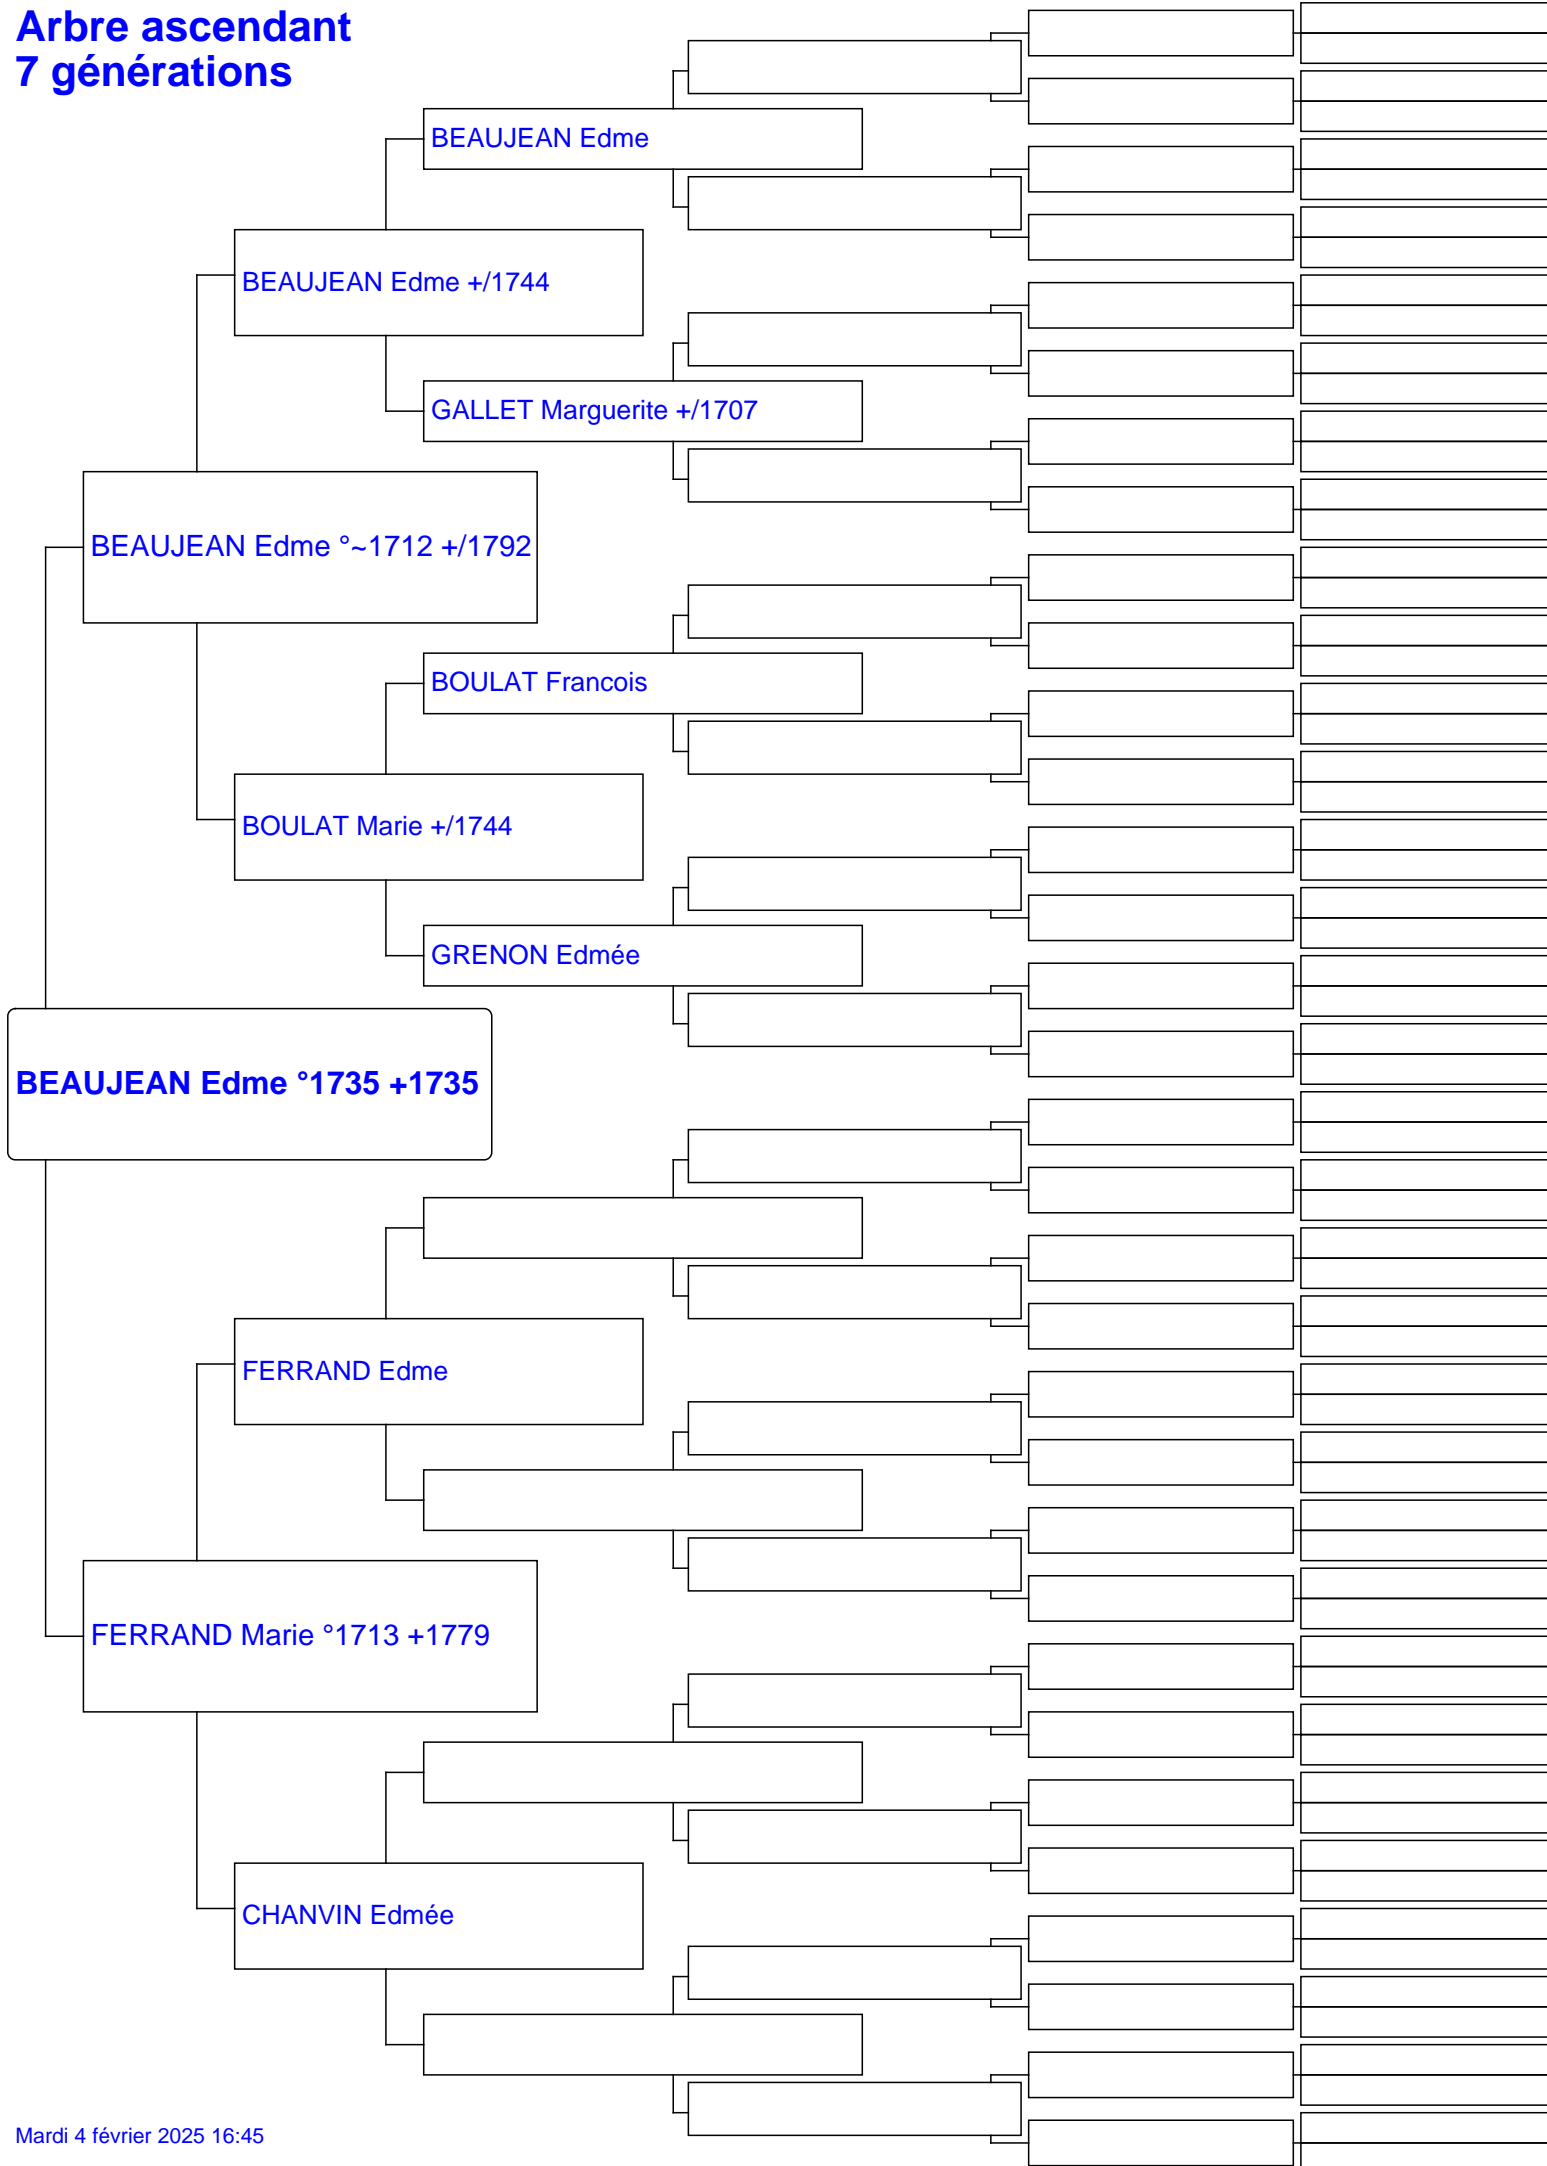 Arbre ascendant
7 générations
BEAUJEAN Edme
BEAUJEAN Edme +/1744
GALLET Marguerite +/1707
BEAUJEAN Edme °~1712 +/1792
BOULAT Francois
BOULAT Marie +/1744
GRENON Edmée
BEAUJEAN Edme °1735 +1735
FERRAND Edme
FERRAND Marie °1713 +1779
CHANVIN Edmée
Mardi 4 février 2025 16:45